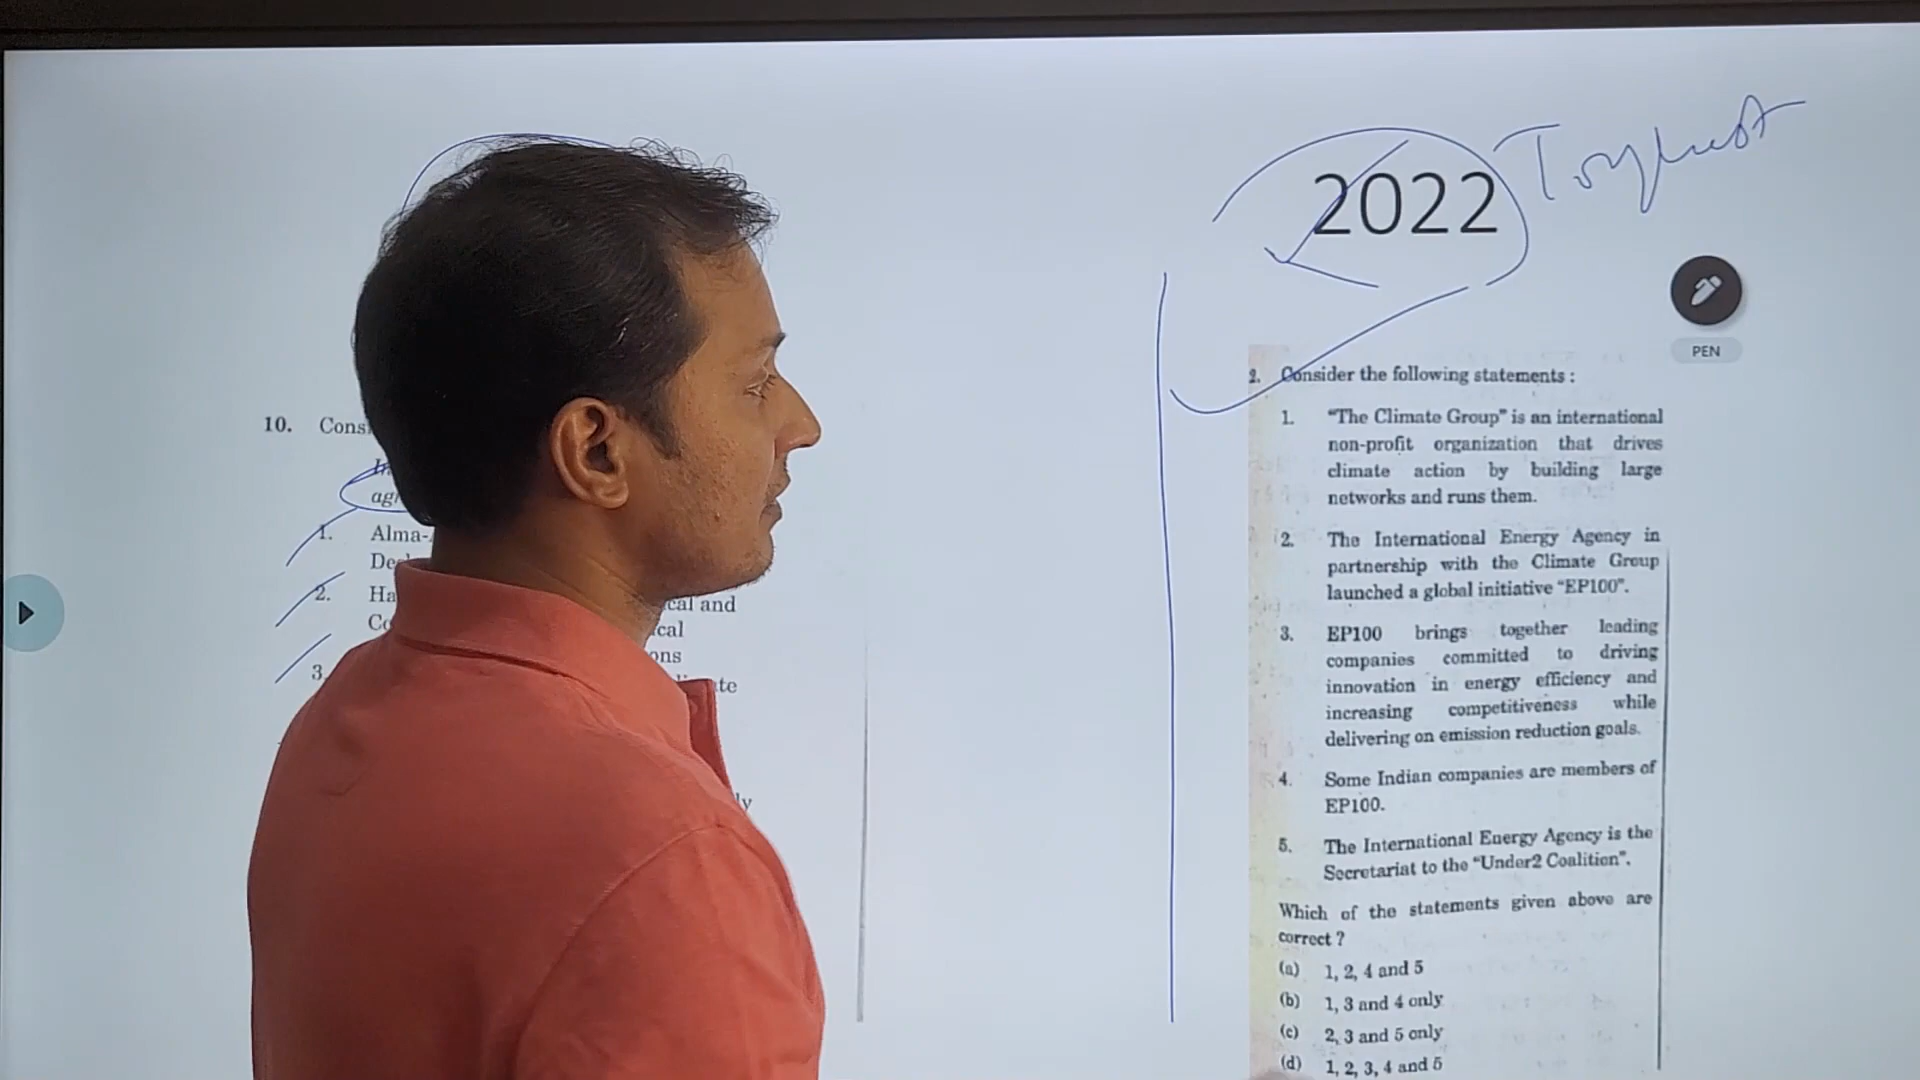 2022 Toughest
PEN
10. Cons
1. Alma-
2. Ha
cal and
Co
cal
ons
3.
te
ly
2. Consider the following statements :
1. "The Climate Group" is an international
non-profit organization that drives
climate action by building large
networks and runs them.
2. The International Energy Agency in
partnership with the Climate Group
launched a global initiative "EP100".
3. EP100 brings together leading
companies committed to driving
innovation in energy efficiency and
increasing competitiveness while
delivering on emission reduction goals.
4. Some Indian companies are members of
EP100.
5. The International Energy Agency is the
Secretariat to the "Under2 Coalition".
Which of the statements given above are
correct ?
(a) 1, 2, 4 and 5
(b) 1, 3 and 4 only
(c) 2, 3 and 5 only
(d) 1, 2, 3, 4 and 5